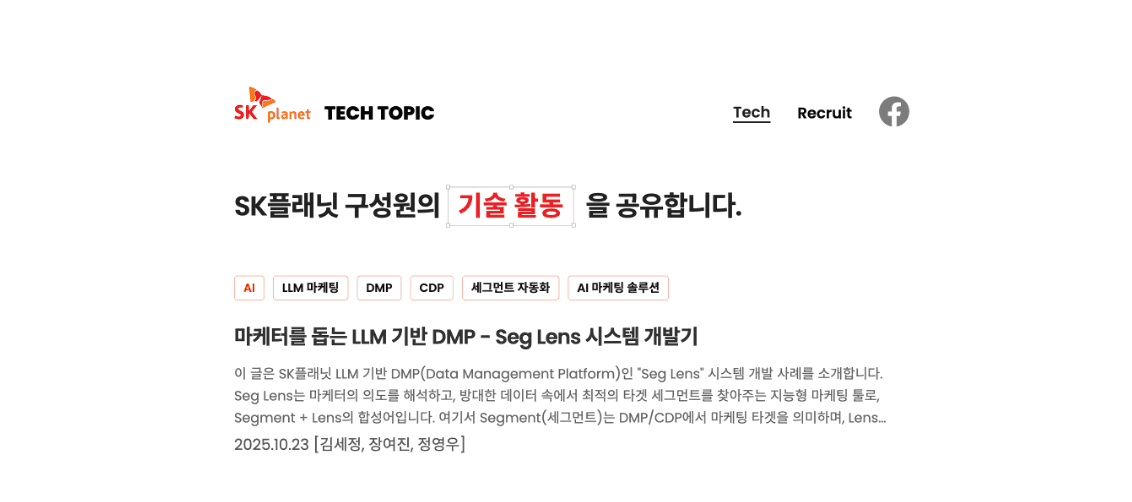 SK planet TECH TOPIC
Tech Recruit
SK플래닛 구성원의 기술 활동 을 공유합니다.
AI LLM 마케팅 DMP CDP 세그먼트 자동화 AI 마케팅 솔루션
마케터를 돕는 LLM 기반 DMP - Seg Lens 시스템 개발기
이 글은 SK플래닛 LLM 기반 DMP(Data Management Platform)인 "Seg Lens" 시스템 개발 사례를 소개합니다.
Seg Lens는 마케터의 의도를 해석하고, 방대한 데이터 속에서 최적의 타겟 세그먼트를 찾아주는 지능형 마케팅 툴로,
Segment + Lens의 합성어입니다. 여기서 Segment(세그먼트)는 DMP/CDP에서 마케팅 타겟을 의미하며, Lens...
2025.10.23 [김세정, 장여진, 정영우]